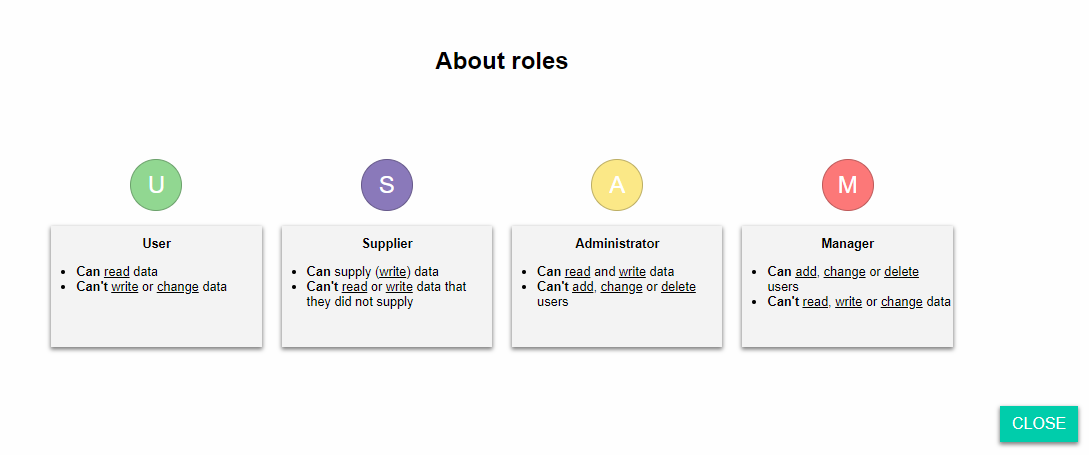 About roles
U
S
A
M
User
• Can read data
• Can't write or change data
Supplier
• Can supply (write) data
• Can't read or write data that
they did not supply
Administrator
• Can read and write data
• Can't add, change or delete
users
Manager
• Can add, change or delete
users
• Can't read, write or change data
CLOSE